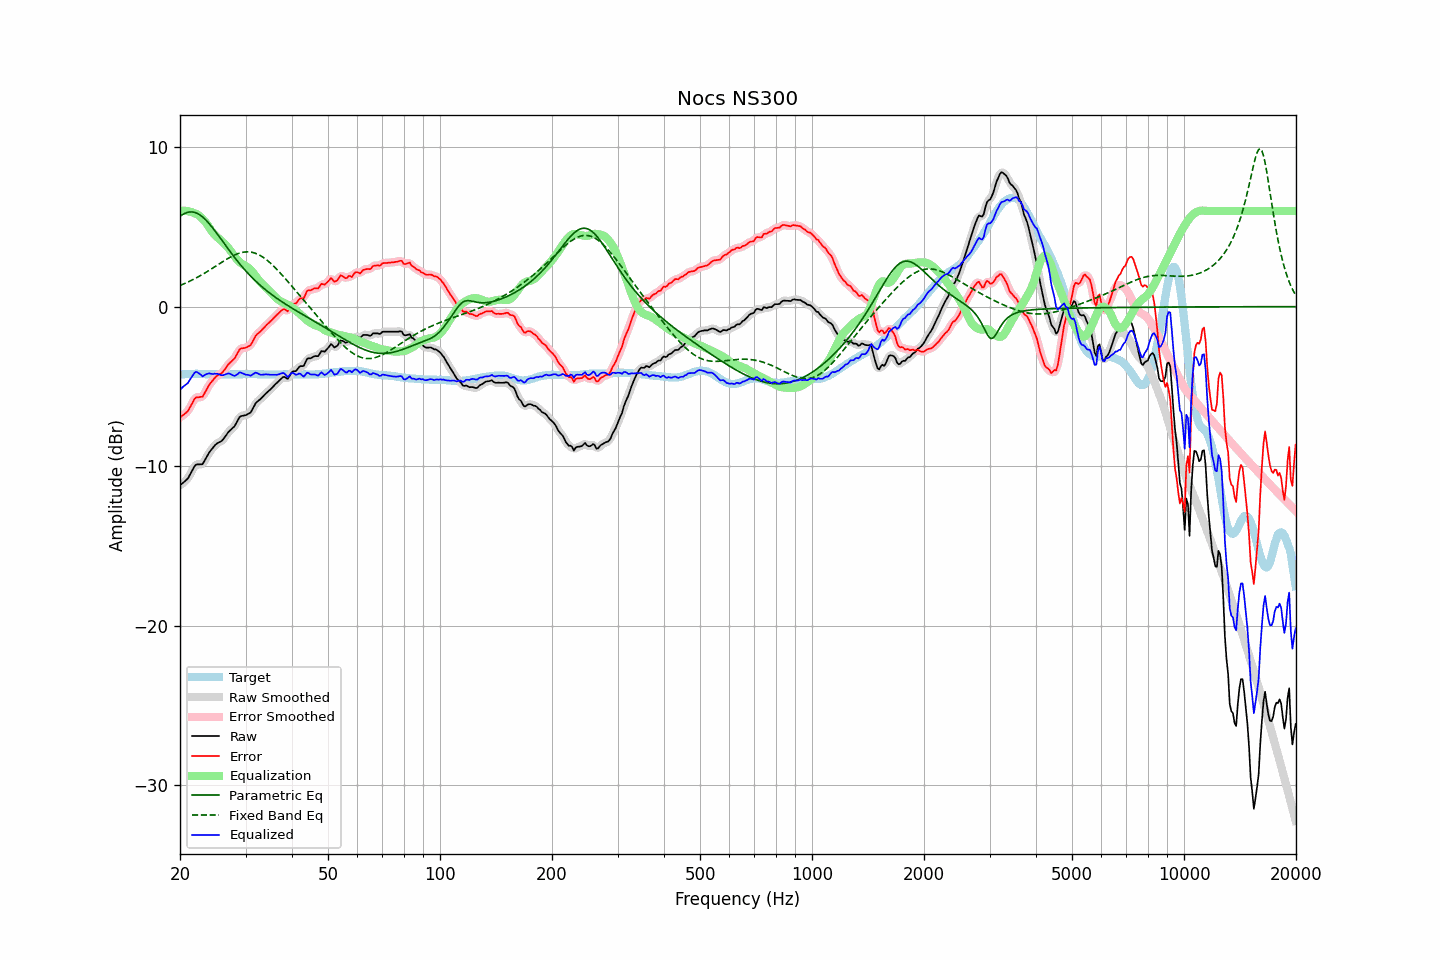 Nocs NS300
Amplitude (dBr)
10
0
−10
−20
−30
Target
Raw Smoothed
Error Smoothed
Raw
Error
Equalization
Parametric Eq
Fixed Band Eq
Equalized
20 50 100 200 500 1000 2000 5000 10000 20000
Frequency (Hz)